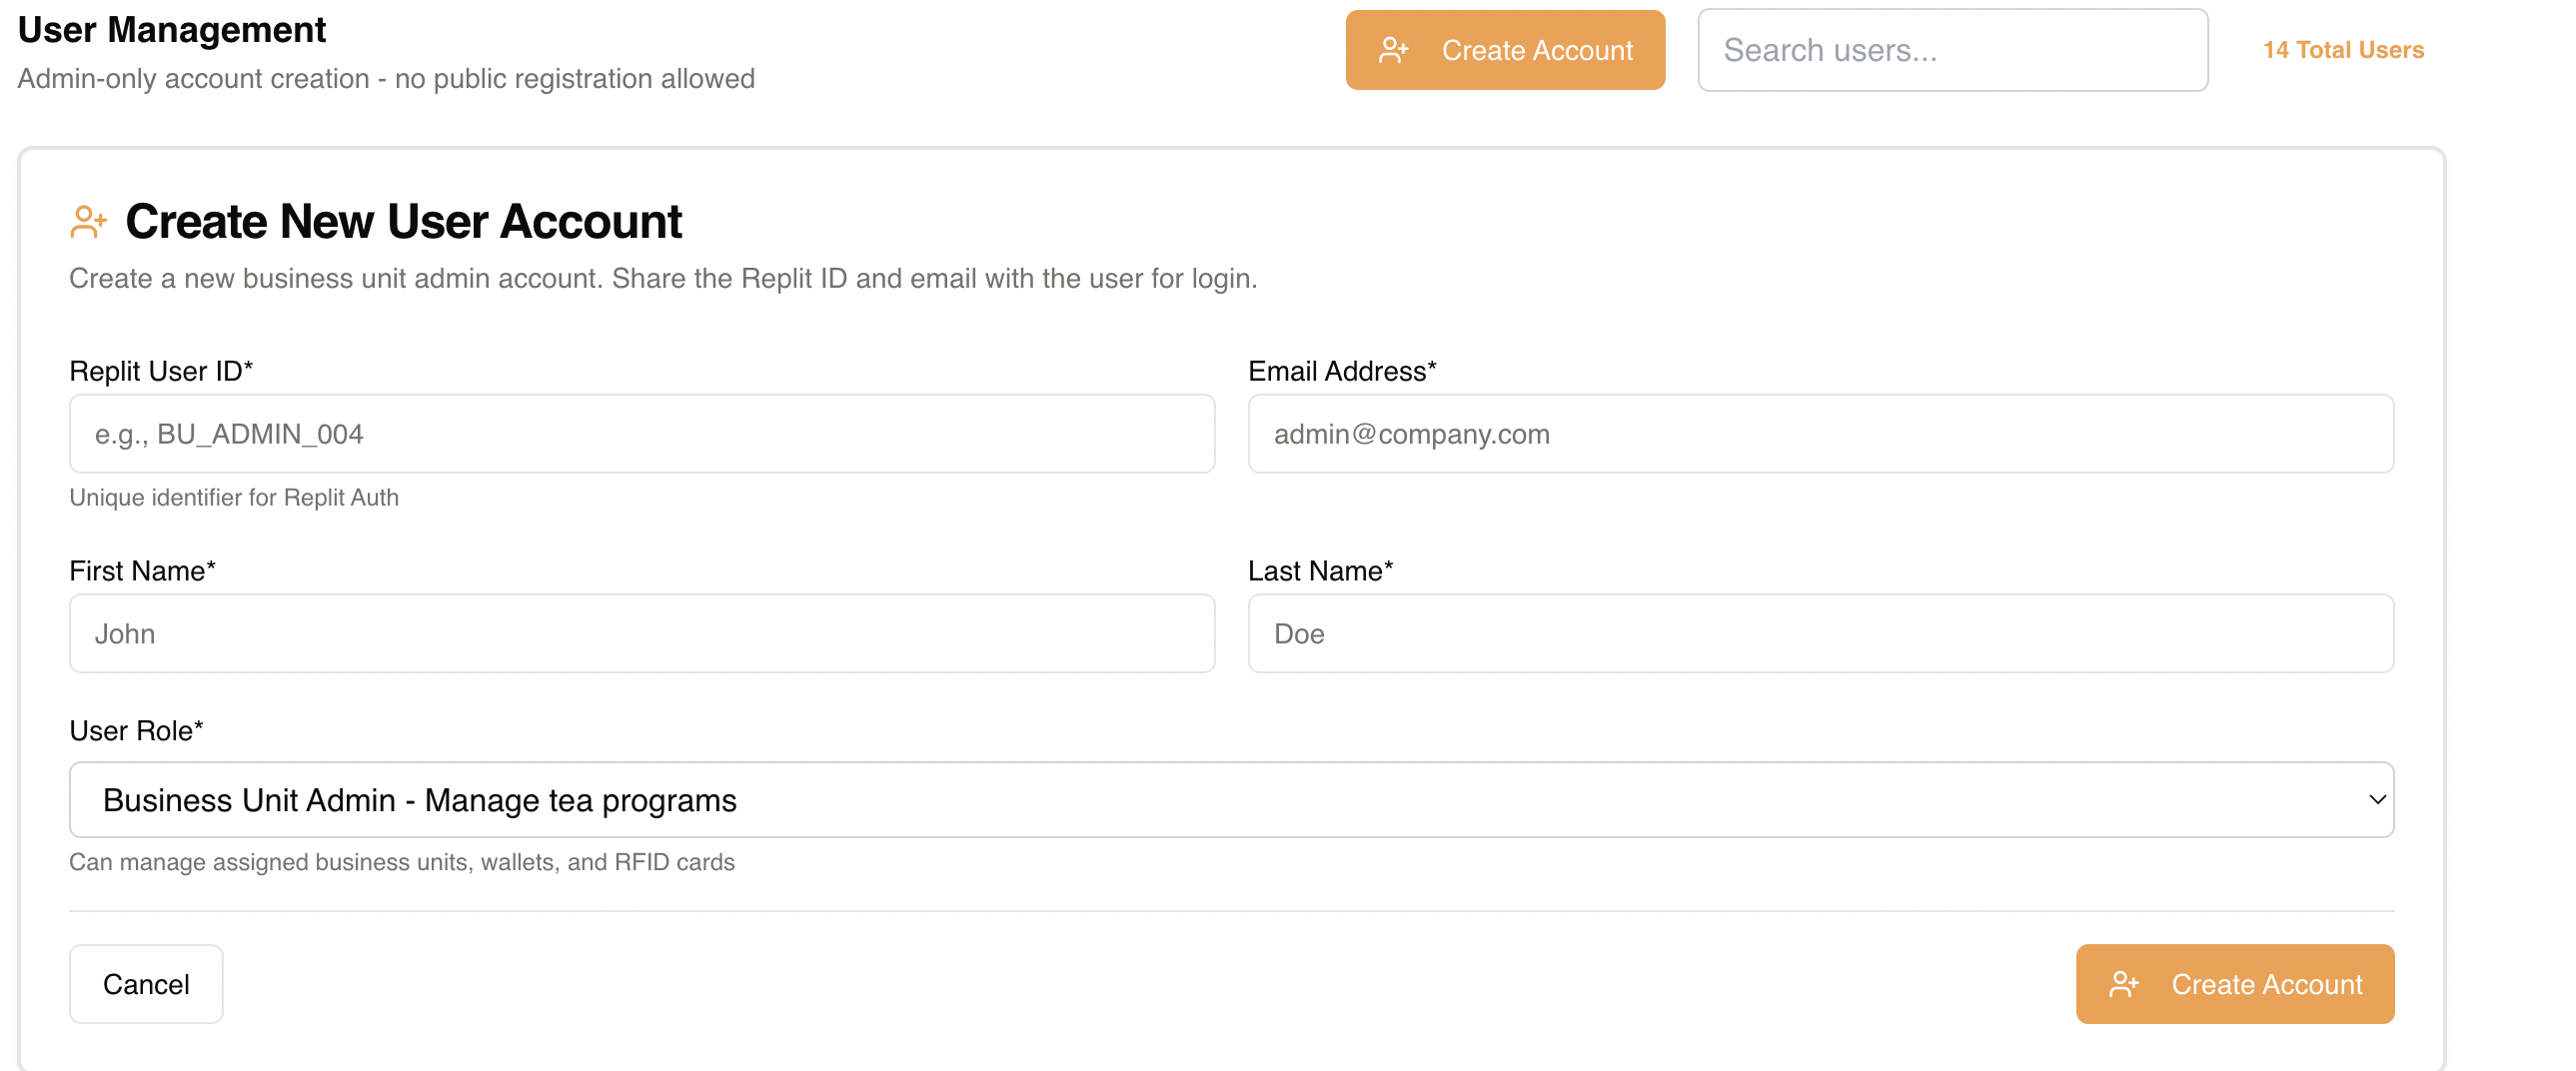 User Management
Admin-only account creation - no public registration allowed
Create Account
Search users...
14 Total Users
Create New User Account
Create a new business unit admin account. Share the Replit ID and email with the user for login.
Replit User ID*
Email Address*
e.g., BU_ADMIN_004
admin@company.com
Unique identifier for Replit Auth
First Name*
Last Name*
John
Doe
User Role*
Business Unit Admin - Manage tea programs
Can manage assigned business units, wallets, and RFID cards
Cancel
Create Account